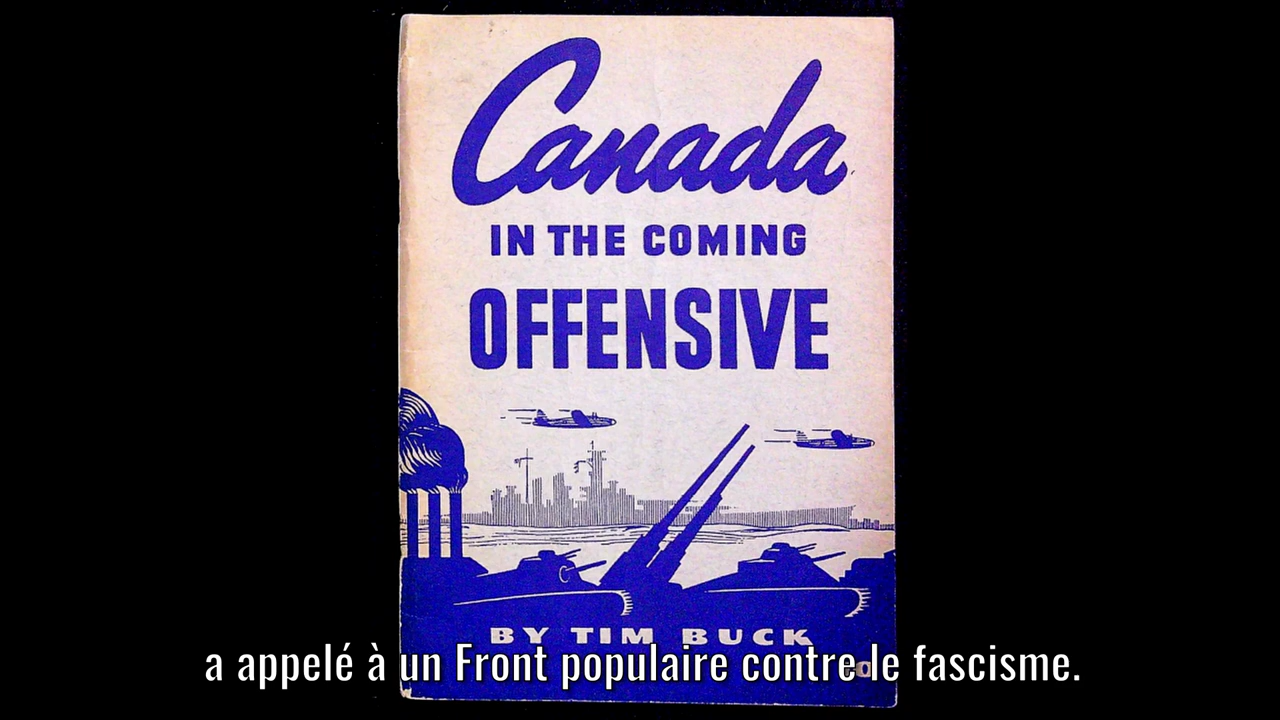 Canada
IN THE COMING
OFFENSIVE
BY TIM BUCK
a appelé à un Front populaire contre le fascisme.